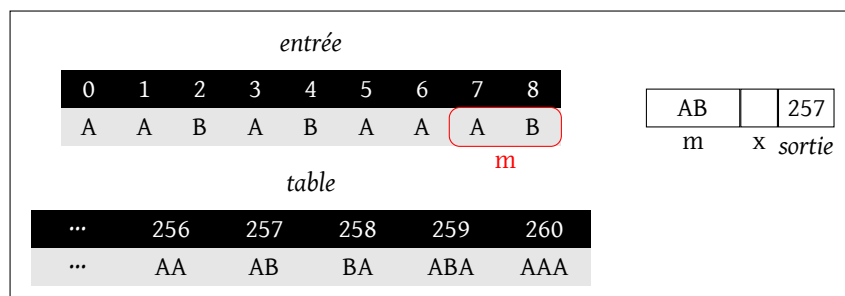 entrée
0 1 2 3 4 5 6 7 8
A A B A B A A A B
m
AB 257
m x sortie
table
... 256 257 258 259 260
... AA AB BA ABA AAA